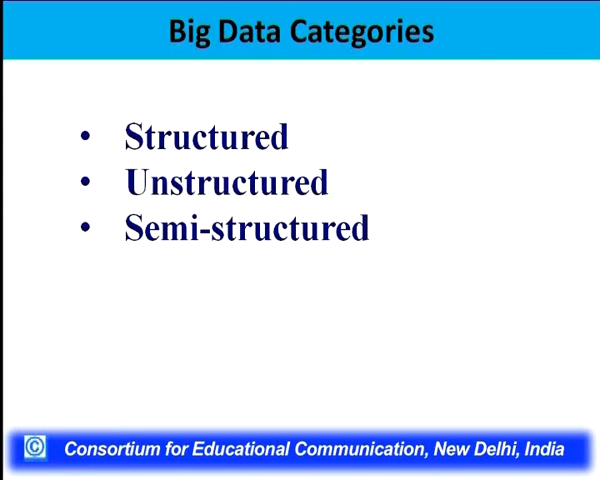 Big Data Categories
• Structured
• Unstructured
• Semi-structured
© Consortium for Educational Communication, New Delhi, India